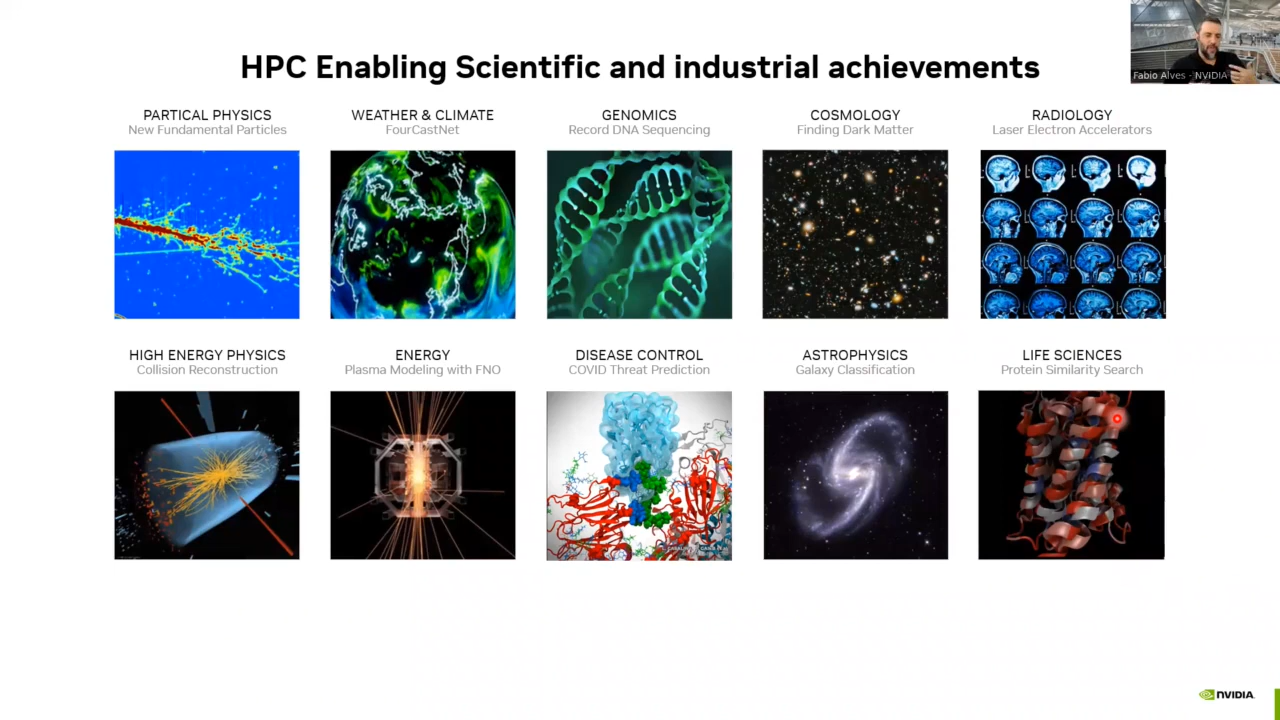 HPC Enabling Scientific and industrial achievements
Fabio Alves - NVIDIA
PARTICAL PHYSICS
New Fundamental Particles
WEATHER & CLIMATE
FourCastNet
GENOMICS
Record DNA Sequencing
COSMOLOGY
Finding Dark Matter
RADIOLOGY
Laser Electron Accelerators
HIGH ENERGY PHYSICS
Collision Reconstruction
ENERGY
Plasma Modeling with FNO
DISEASE CONTROL
COVID Threat Prediction
ASTROPHYSICS
Galaxy Classification
LIFE SCIENCES
Protein Similarity Search
NVIDIA